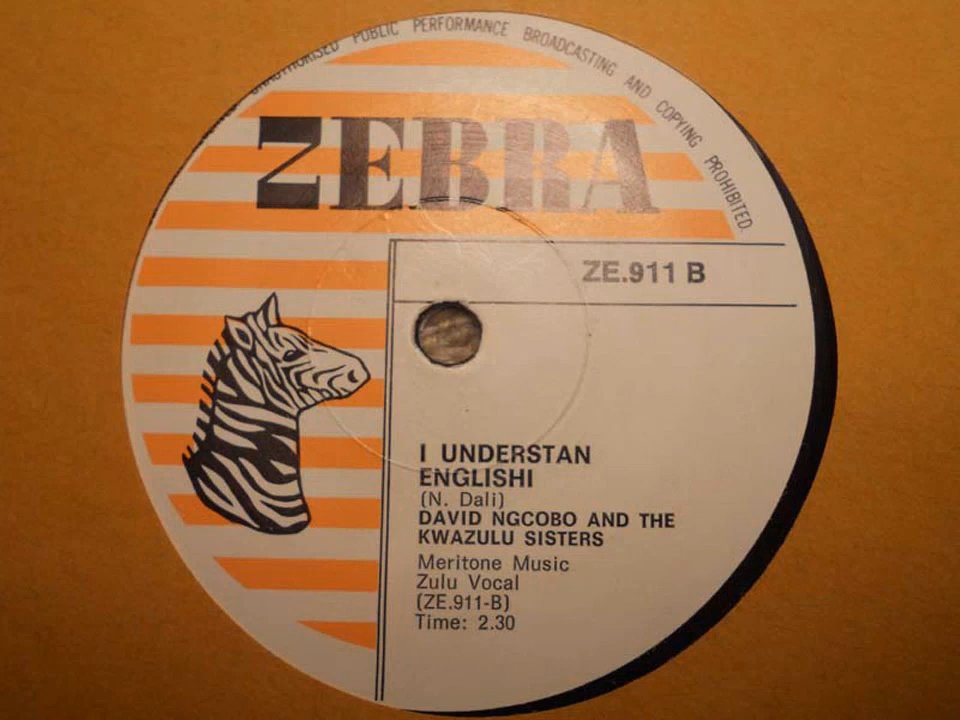 UNAUTHORISED PUBLIC PERFORMANCE BROADCASTING AND COPYING PROHIBITED.
ZEBRA
ZE.911 B
I UNDERSTAN
ENGLISHI
(N. Dali)
DAVID NGCOBO AND THE
KWAZULU SISTERS
Meritone Music
Zulu Vocal
(ZE.911-B)
Time: 2.30